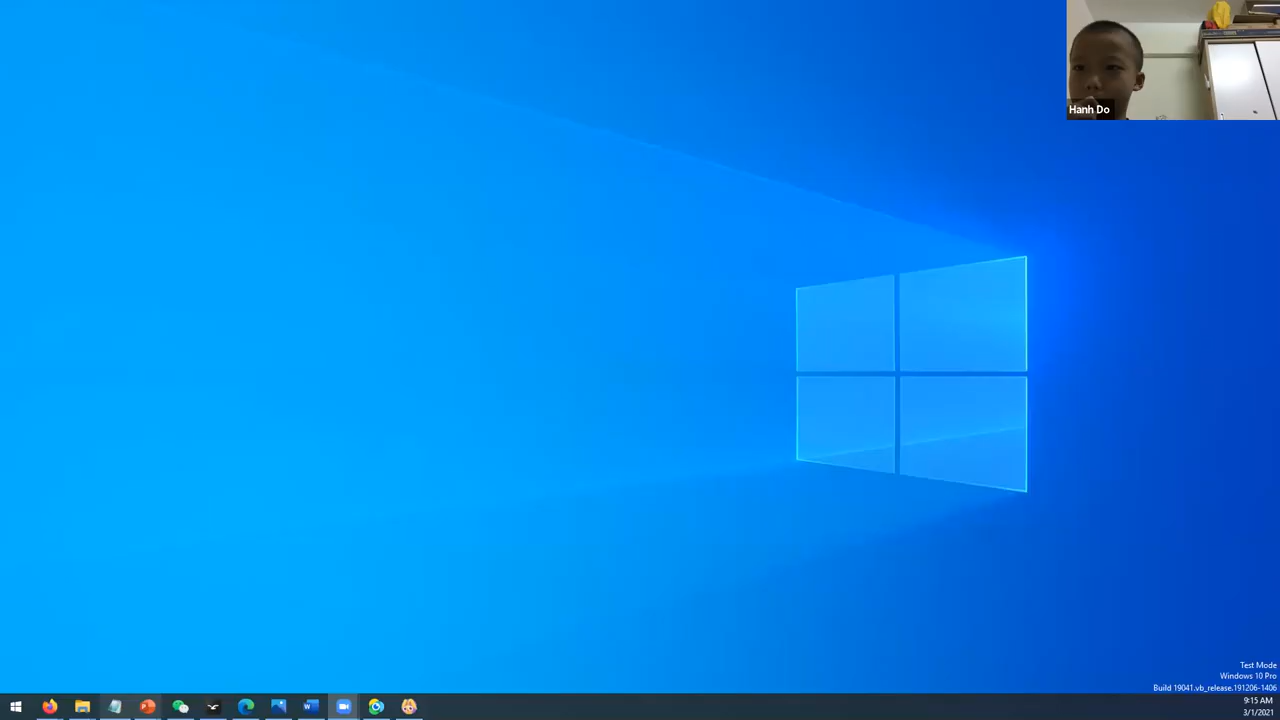 Hanh Do
Test Mode
Windows 10 Pro
Build 19041.vb_release.191206-1406
9:15 AM
3/1/2021